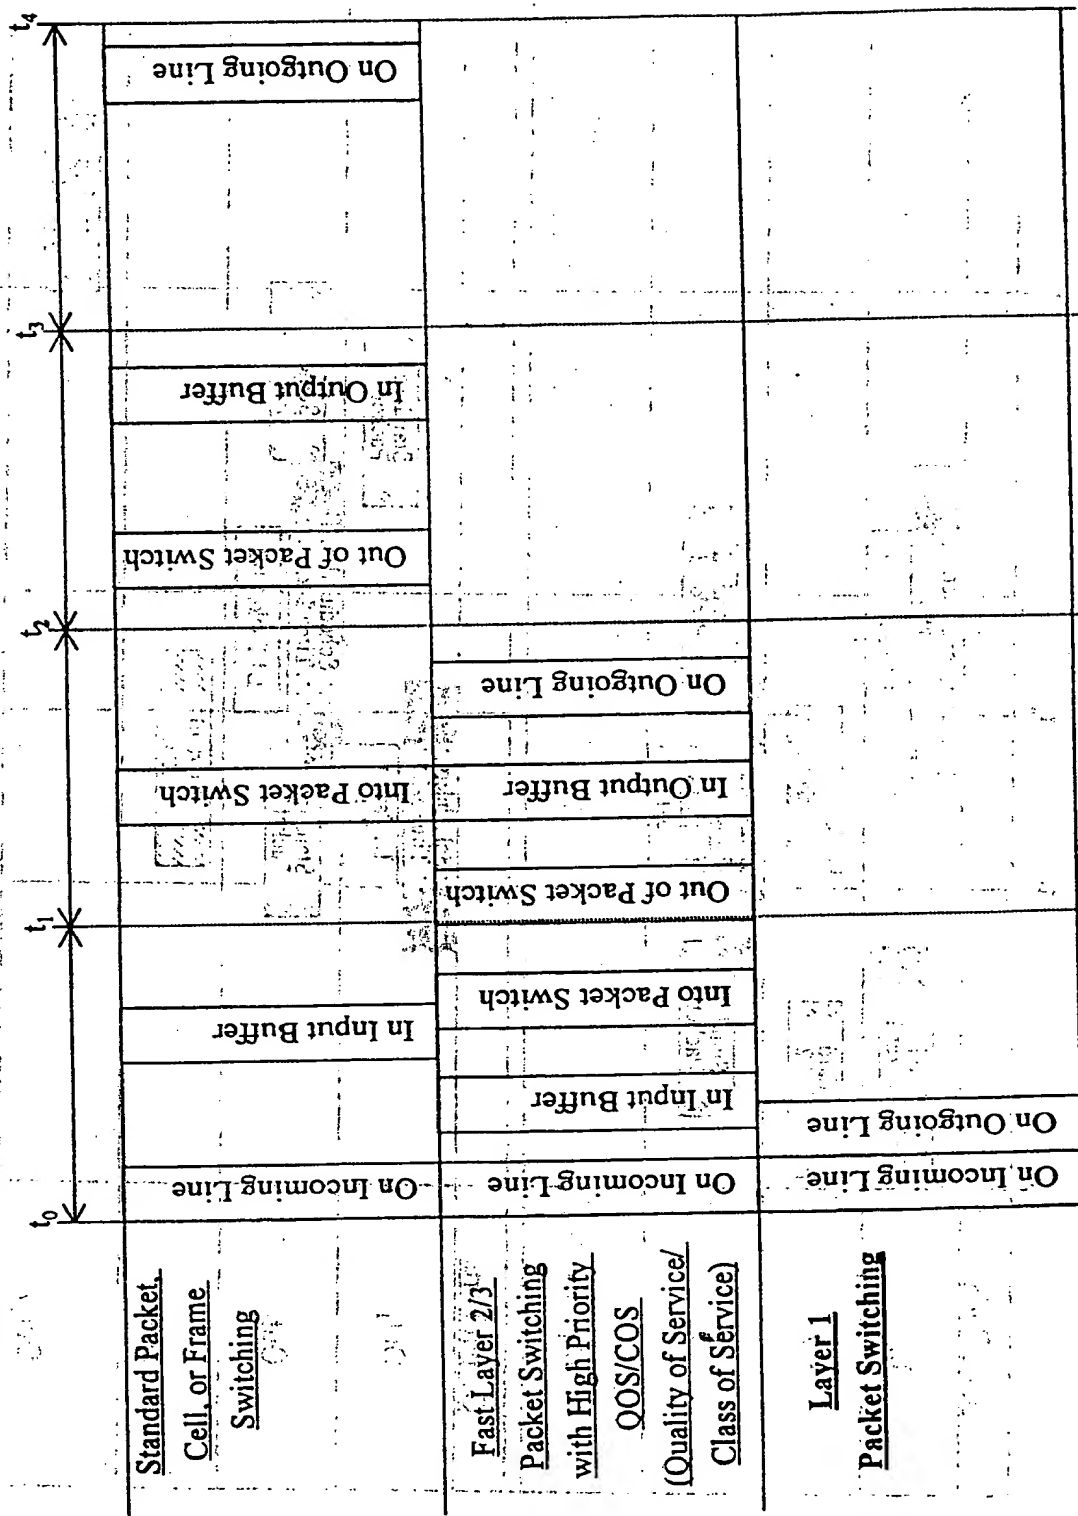 t0
t1
t2
t3
t4
Standard Packet,
Cell, or Frame
Switching
On Incoming Line
In Input Buffer
Into Packet Switch
Out of Packet Switch
In Output Buffer
On Outgoing Line
Fast Layer 2/3
Packet Switching
with High Priority
QOS/COS
(Quality of Service/
Class of Service)
On Incoming Line
In Input Buffer
Into Packet Switch
Out of Packet Switch
In Output Buffer
On Outgoing Line
Layer 1
Packet Switching
On Incoming Line
On Outgoing Line